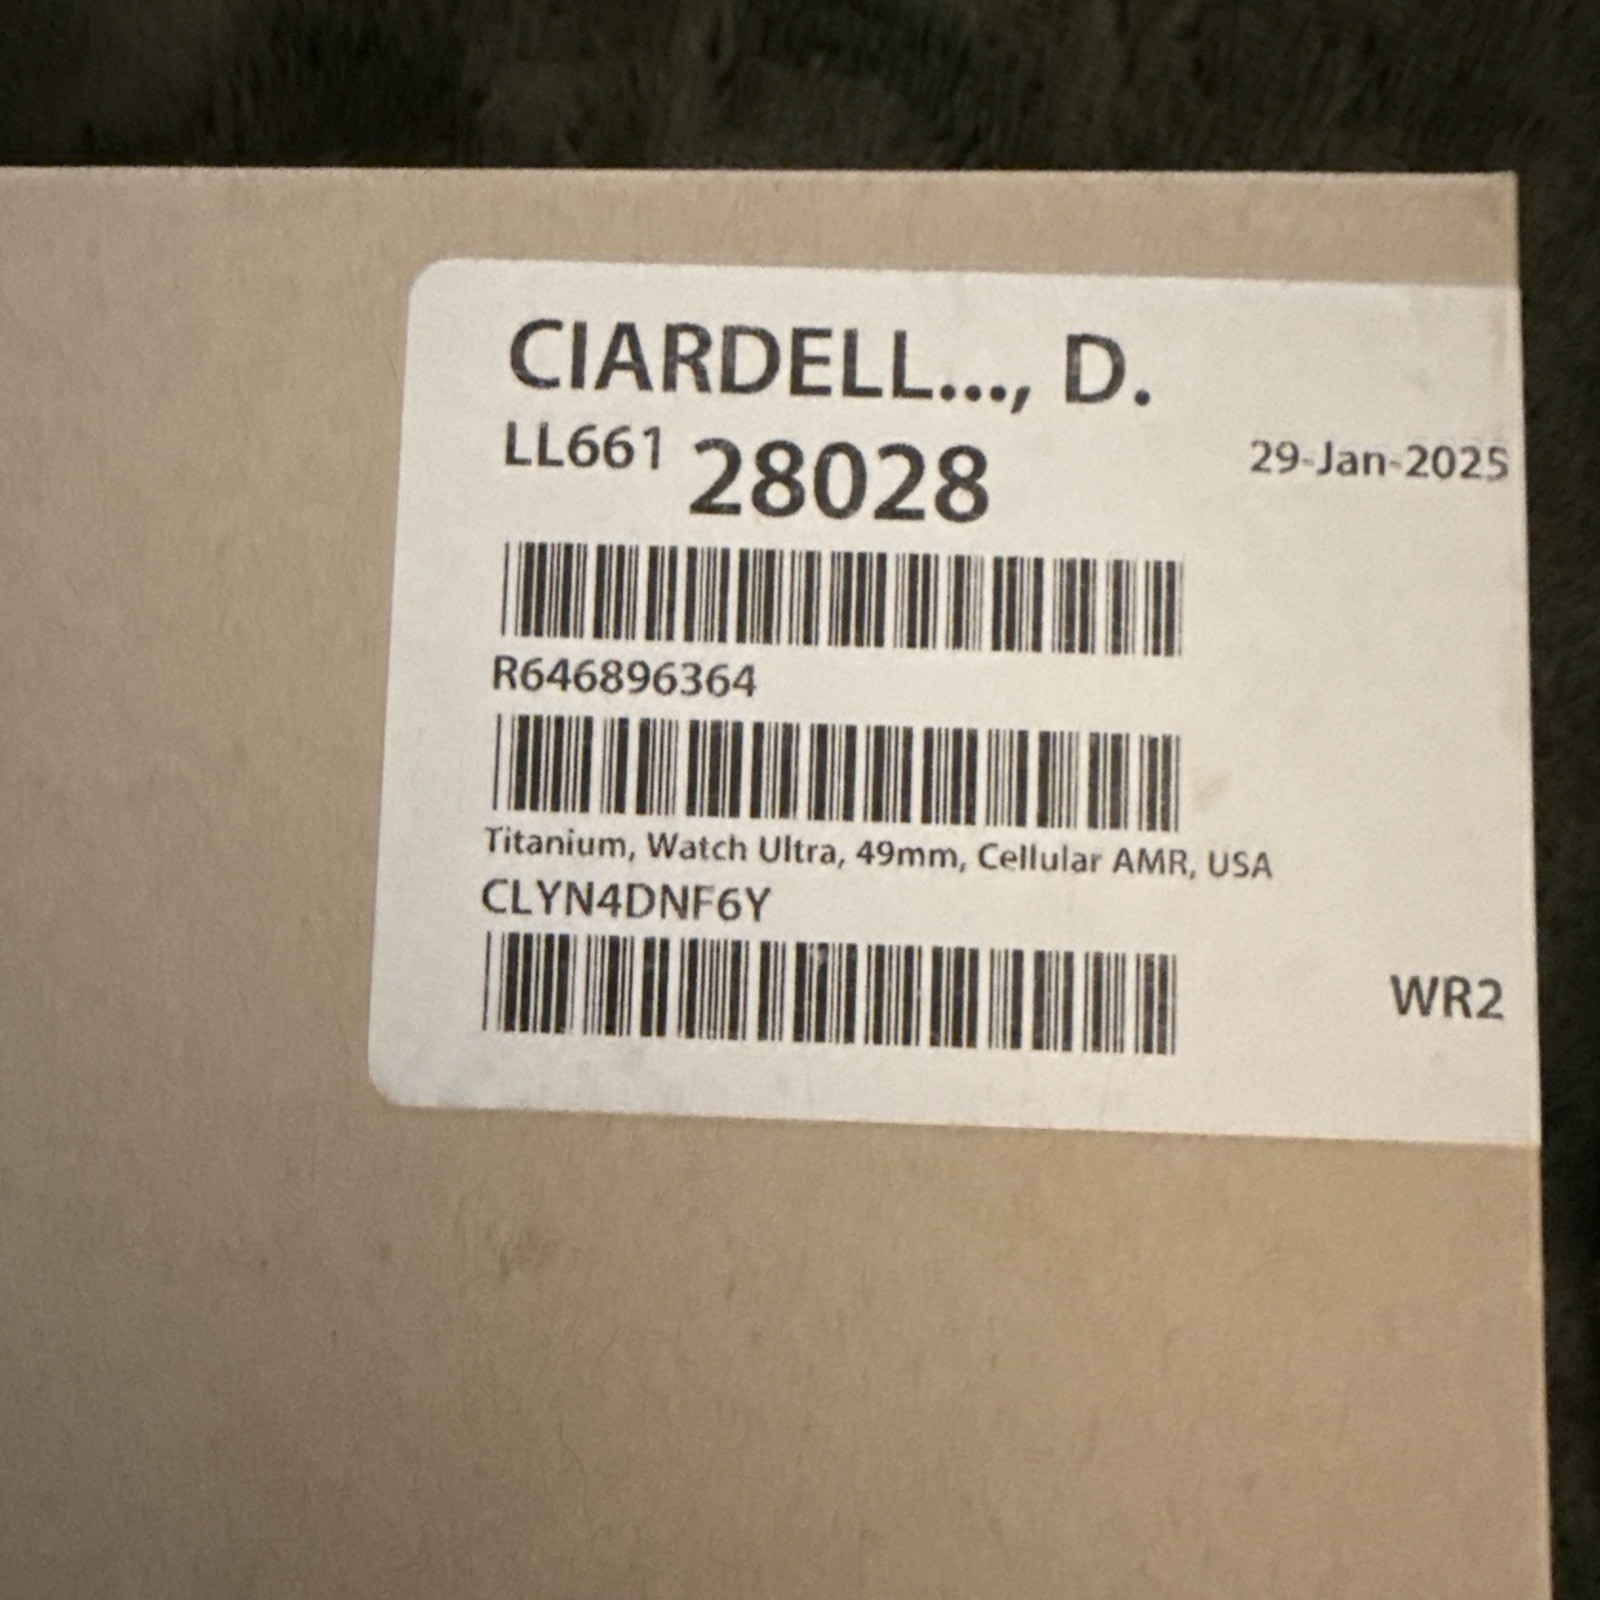 CIARDELL..., D.
LL661 28028 29-Jan-2025
R646896364
Titanium, Watch Ultra, 49mm, Cellular AMR, USA
CLYN4DNF6Y
WR2